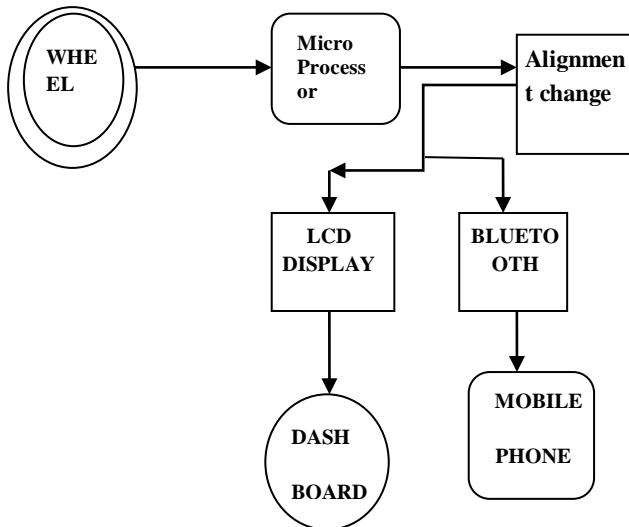 WHE
EL
Micro
Process
or
Alignmen
t change
LCD
DISPLAY
BLUETO
OTH
DASH
BOARD
MOBILE
PHONE